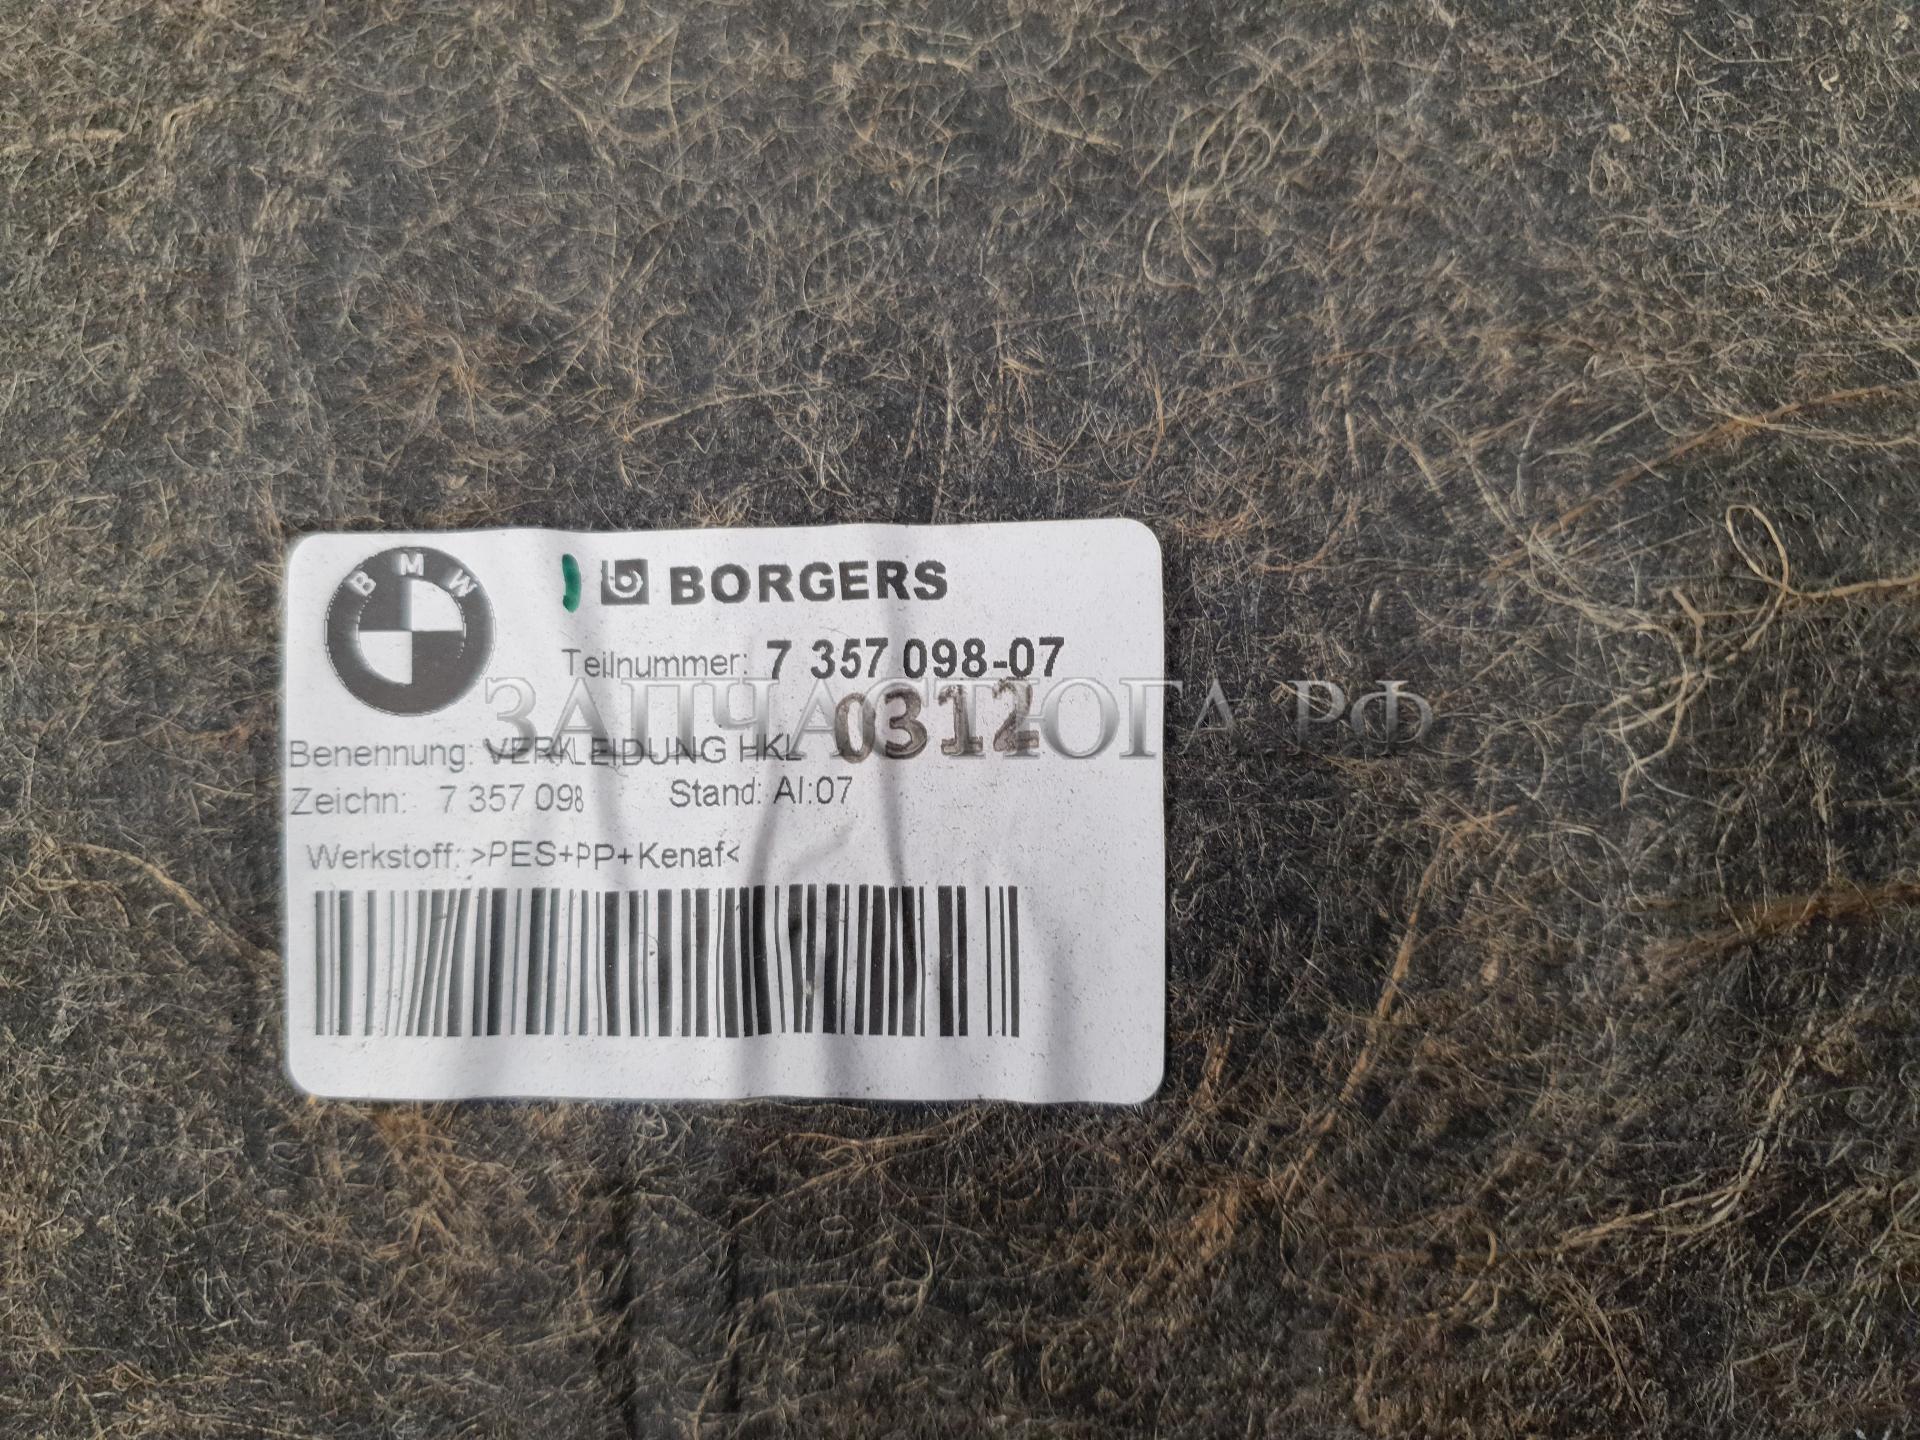 BMW
BORGERS
Teilnummer: 7 357 098-07
ЗАПЧАСТЮГА.РФ
0312
Benennung: VERKLEIDUNG HKL
Zeichn: 7 357 098 Stand: AI:07
Werkstoff: >PES+PP+Kenaf<